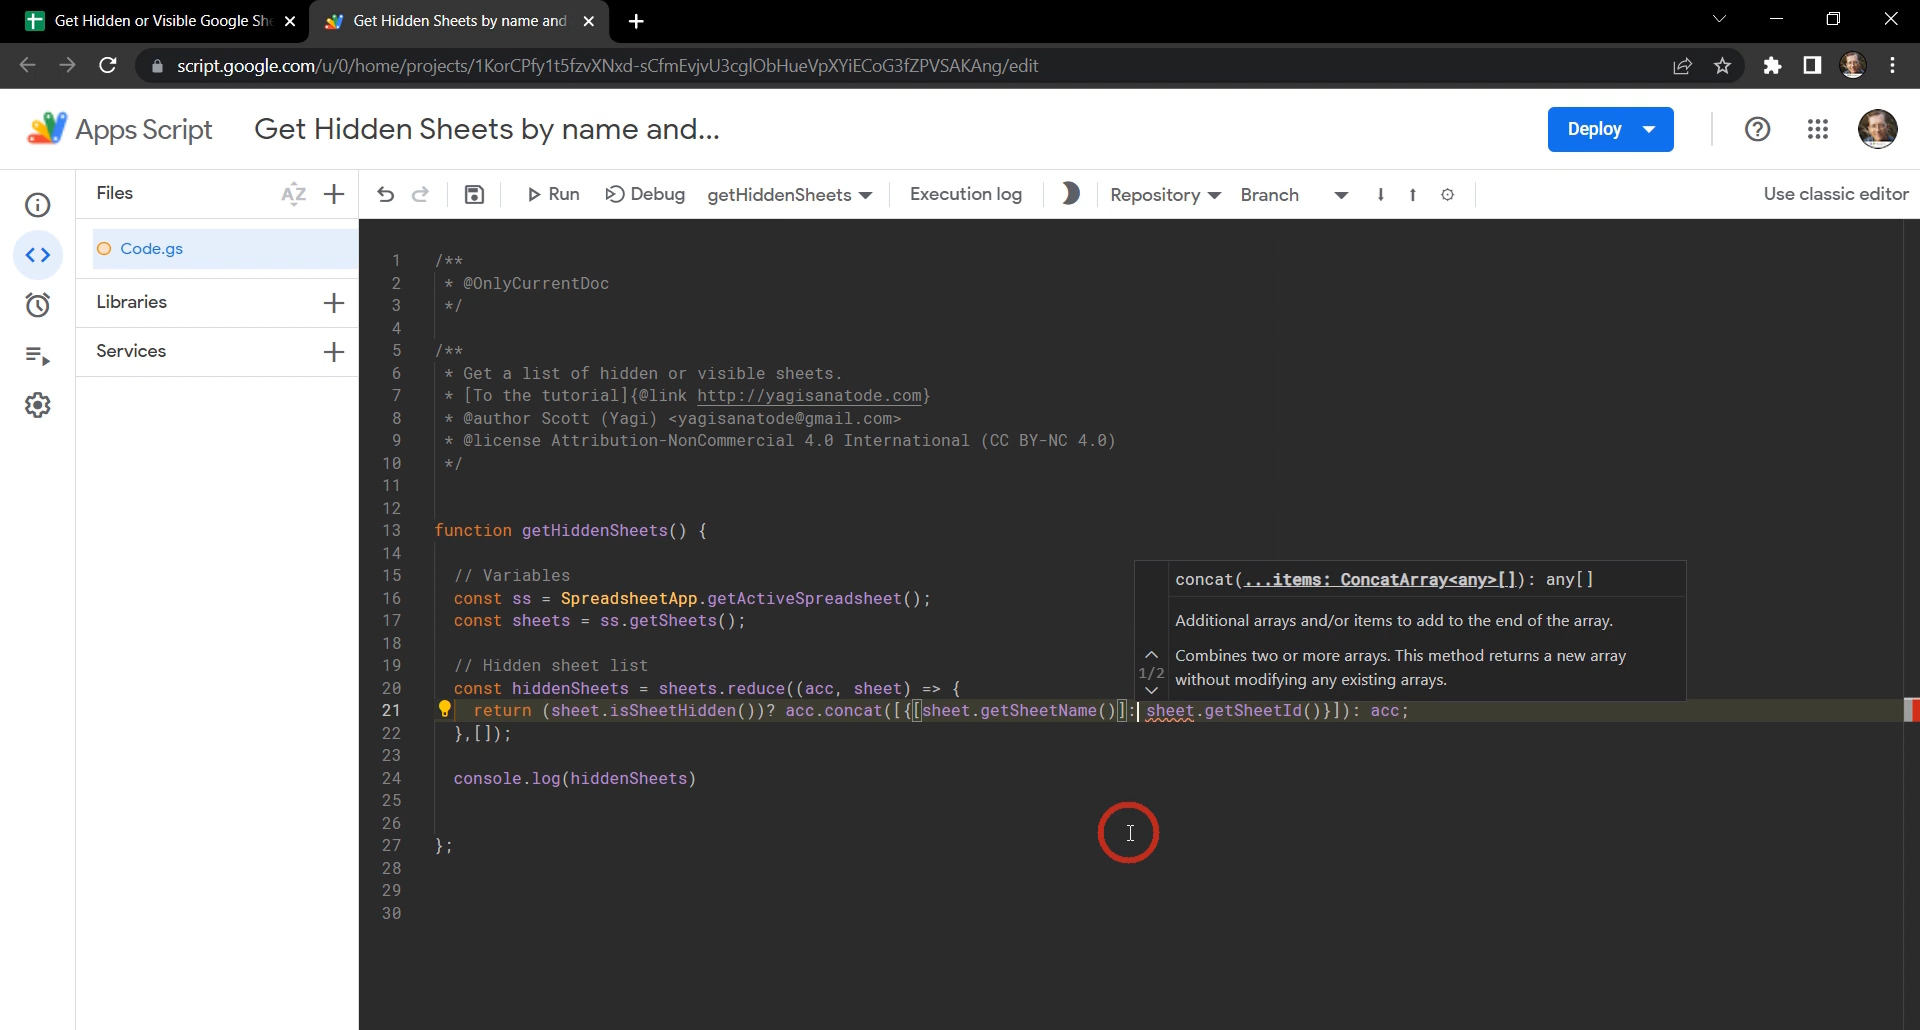 Get Hidden or Visible Google She
Get Hidden Sheets by name and
script.google.com/u/0/home/projects/1KorCPfy1t5fzvXNxd-sCfmEvjvU3cglObHueVpXYiECoG3fZPVSAKAng/edit
Apps Script
Get Hidden Sheets by name and...
Deploy
Files
AZ
Run
Debug
getHiddenSheets
Execution log
Repository
Branch
Use classic editor
Code.gs
Libraries
Services
1 /**
2 * @OnlyCurrentDoc
3 */
4
5 /**
6 * Get a list of hidden or visible sheets.
7 * [To the tutorial]{@link http://yagisanatode.com}
8 * @author Scott (Yagi) <yagisanatode@gmail.com>
9 * @license Attribution-NonCommercial 4.0 International (CC BY-NC 4.0)
10 */
11
12
13 function getHiddenSheets() {
14
15 // Variables
16 const ss = SpreadsheetApp.getActiveSpreadsheet();
17 const sheets = ss.getSheets();
18
19 // Hidden sheet list
20 const hiddenSheets = sheets.reduce((acc, sheet) => {
21 return (sheet.isSheetHidden())? acc.concat([{[sheet.getSheetName()]: sheet.getSheetId()}]): acc;
22 },[]);
23
24 console.log(hiddenSheets)
25
26
27 };
28
29
30
concat(...items: ConcatArray<any>[]): any[]
Additional arrays and/or items to add to the end of the array.
1/2
Combines two or more arrays. This method returns a new array
without modifying any existing arrays.